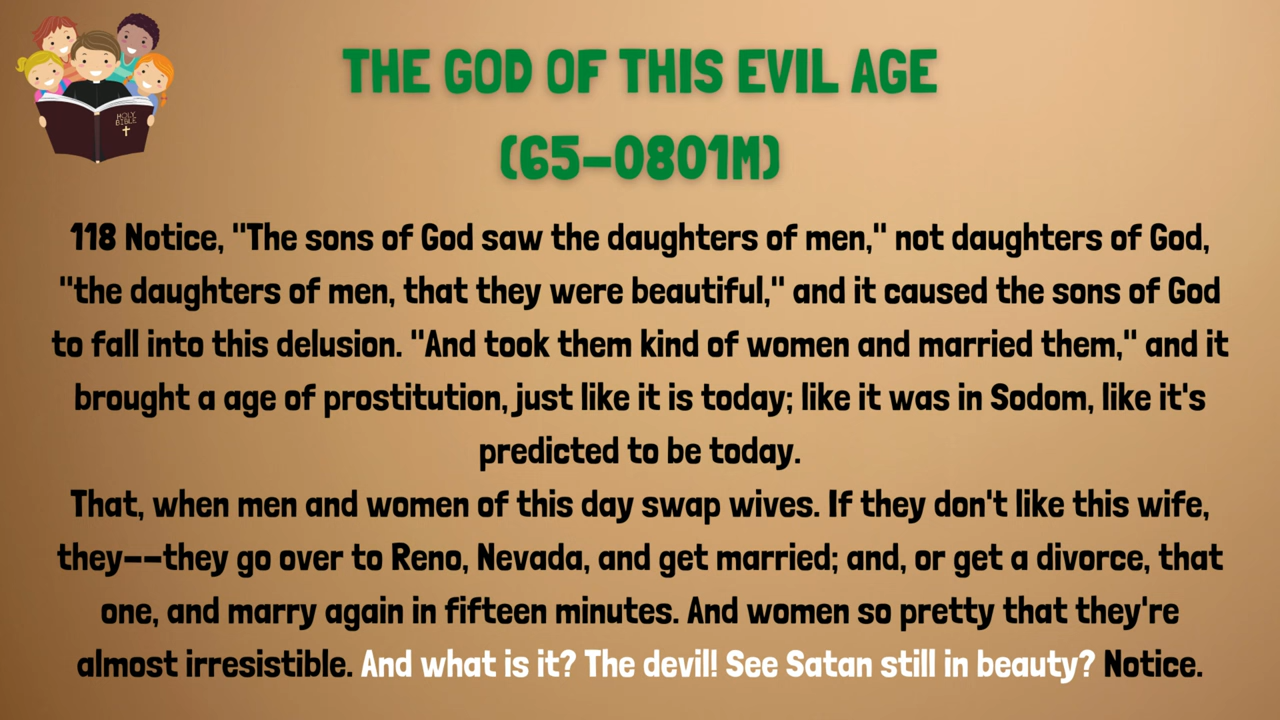 THE GOD OF THIS EVIL AGE
(65-0801M)
HOLY
BIBLE
118 Notice, "The sons of God saw the daughters of men," not daughters of God,
"the daughters of men, that they were beautiful," and it caused the sons of God
to fall into this delusion. "And took them kind of women and married them," and it
brought a age of prostitution, just like it is today; like it was in Sodom, like it's
predicted to be today.
That, when men and women of this day swap wives. If they don't like this wife,
they--they go over to Reno, Nevada, and get married; and, or get a divorce, that
one, and marry again in fifteen minutes. And women so pretty that they're
almost irresistible. And what is it? The devil! See Satan still in beauty? Notice.